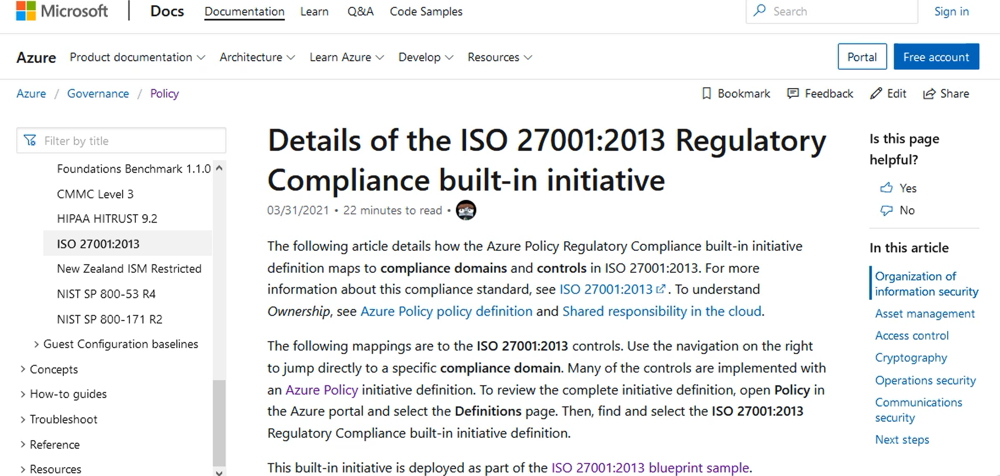 Microsoft | Docs Documentation Learn Q&A Code Samples Search Sign in
Azure Product documentation Architecture Learn Azure Develop Resources Portal Free account
Azure / Governance / Policy Bookmark Feedback Edit Share
Filter by title
Foundations Benchmark 1.1.0
CMMC Level 3
HIPAA HITRUST 9.2
ISO 27001:2013
New Zealand ISM Restricted
NIST SP 800-53 R4
NIST SP 800-171 R2
Guest Configuration baselines
Concepts
How-to guides
Troubleshoot
Reference
Resources
Details of the ISO 27001:2013 Regulatory
Compliance built-in initiative
03/31/2021 • 22 minutes to read •
The following article details how the Azure Policy Regulatory Compliance built-in initiative
definition maps to compliance domains and controls in ISO 27001:2013. For more
information about this compliance standard, see ISO 27001:2013 . To understand
Ownership, see Azure Policy policy definition and Shared responsibility in the cloud.
The following mappings are to the ISO 27001:2013 controls. Use the navigation on the right
to jump directly to a specific compliance domain. Many of the controls are implemented with
an Azure Policy initiative definition. To review the complete initiative definition, open Policy in
the Azure portal and select the Definitions page. Then, find and select the ISO 27001:2013
Regulatory Compliance built-in initiative definition.
This built-in initiative is deployed as part of the ISO 27001:2013 blueprint sample.
Is this page
helpful?
Yes
No
In this article
Organization of
information security
Asset management
Access control
Cryptography
Operations security
Communications
security
Next steps